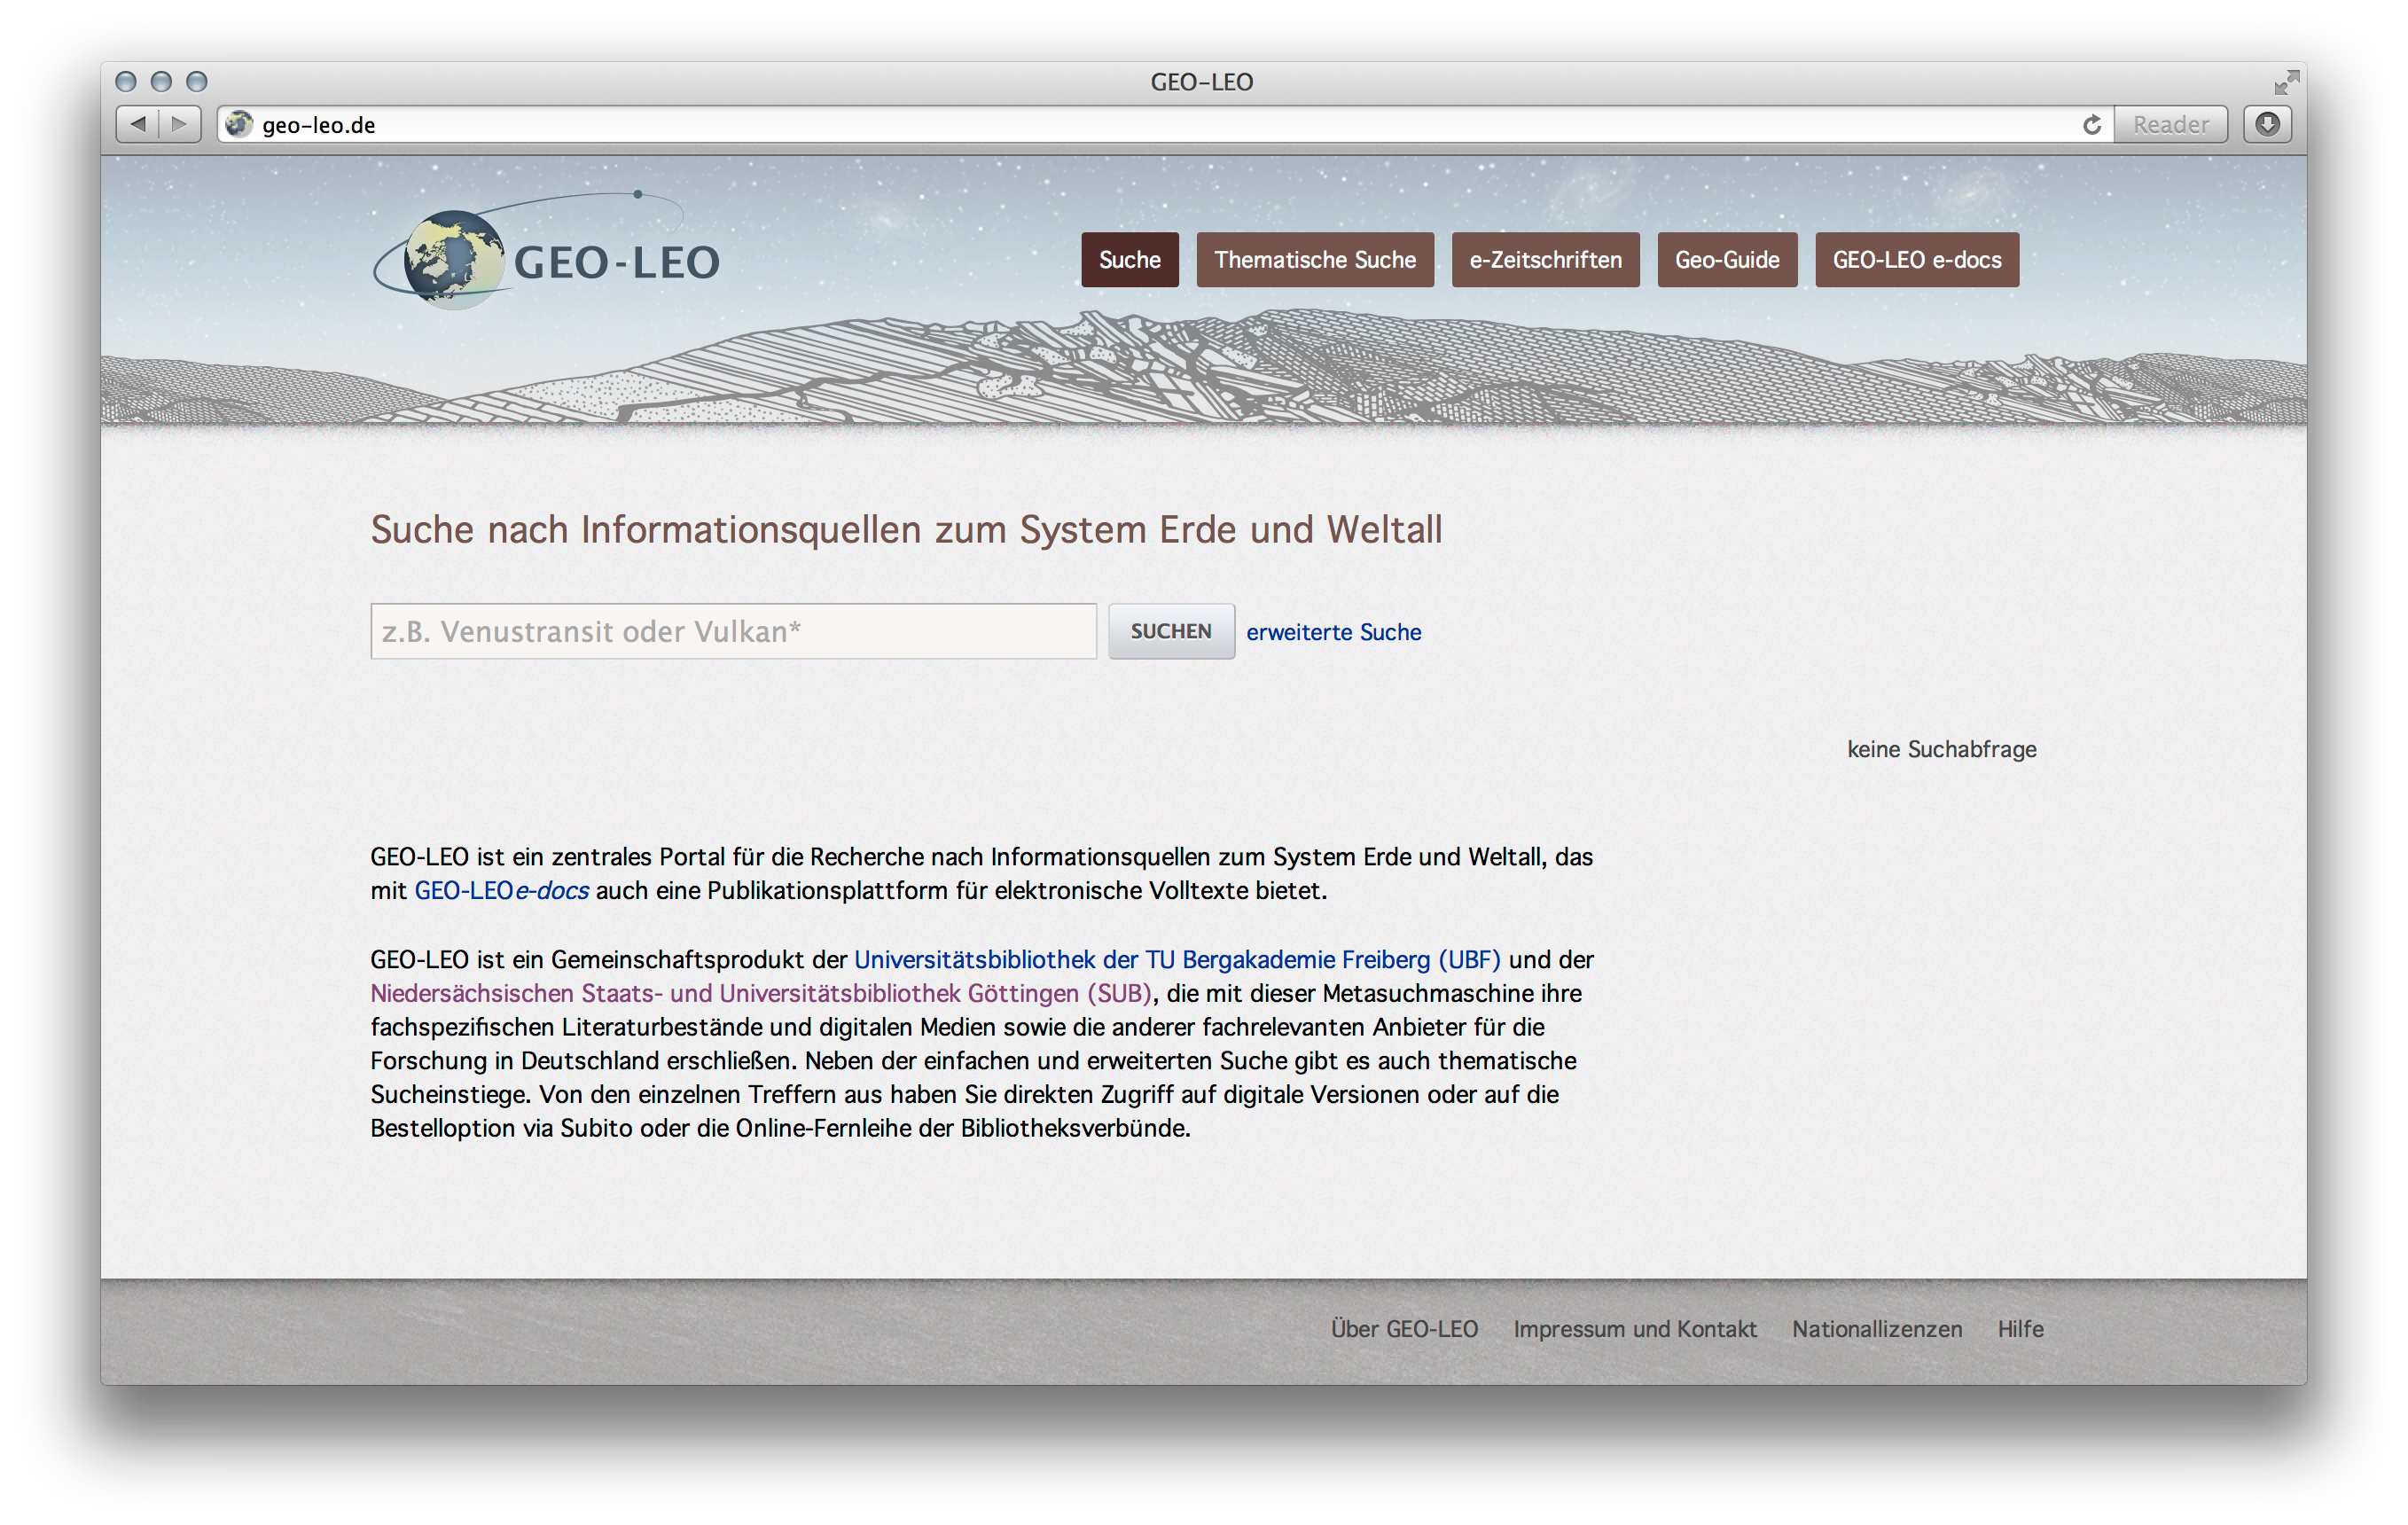 GEO-LEO
geo-leo.de
Reader
GEO-LEO
Suche
Thematische Suche
e-Zeitschriften
Geo-Guide
GEO-LEO e-docs
Suche nach Informationsquellen zum System Erde und Weltall
z.B. Venustransit oder Vulkan*
SUCHEN
erweiterte Suche
keine Suchabfrage
GEO-LEO ist ein zentrales Portal für die Recherche nach Informationsquellen zum System Erde und Weltall, das
mit GEO-LEOe-docs auch eine Publikationsplattform für elektronische Volltexte bietet.
GEO-LEO ist ein Gemeinschaftsprodukt der Universitätsbibliothek der TU Bergakademie Freiberg (UBF) und der
Niedersächsischen Staats- und Universitätsbibliothek Göttingen (SUB), die mit dieser Metasuchmaschine ihre
fachspezifischen Literaturbestände und digitalen Medien sowie die anderer fachrelevanten Anbieter für die
Forschung in Deutschland erschließen. Neben der einfachen und erweiterten Suche gibt es auch thematische
Sucheinstiege. Von den einzelnen Treffern aus haben Sie direkten Zugriff auf digitale Versionen oder auf die
Bestelloption via Subito oder die Online-Fernleihe der Bibliotheksverbünde.
Über GEO-LEO
Impressum und Kontakt
Nationallizenzen
Hilfe